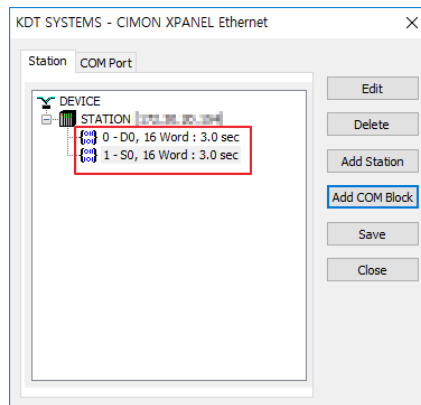 KDT SYSTEMS - CIMON XPANEL Ethernet
Station COM Port
DEVICE
STATION
0 - D0, 16 Word : 3.0 sec
1 - S0, 16 Word : 3.0 sec
Edit
Delete
Add Station
Add COM Block
Save
Close